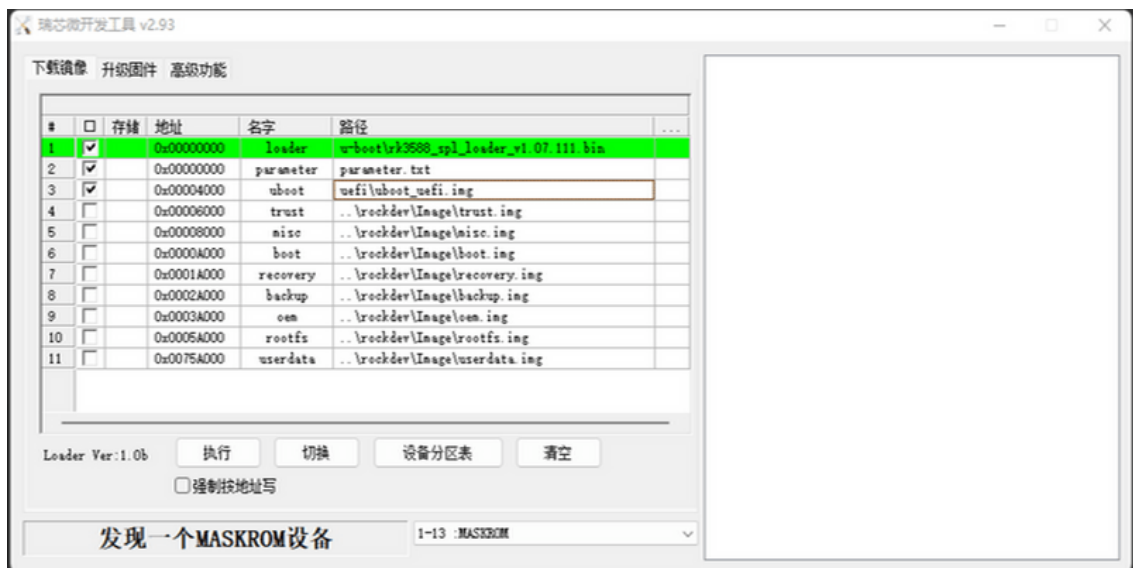 瑞芯微开发工具 v2.93
下载镜像 升级固件 高级功能
# 存储 地址 名字 路径 ...
1 0x00000000 loader u-boot\rk3588_spl_loader_v1.07.111.bin
2 0x00000000 parameter parameter.txt
3 0x00004000 uboot uefi\uboot_uefi.img
4 0x00006000 trust ..\rockdev\Image\trust.img
5 0x00008000 misc ..\rockdev\Image\misc.img
6 0x0000A000 boot ..\rockdev\Image\boot.img
7 0x0001A000 recovery ..\rockdev\Image\recovery.img
8 0x0002A000 backup ..\rockdev\Image\backup.img
9 0x0003A000 oem ..\rockdev\Image\oem.img
10 0x0005A000 rootfs ..\rockdev\Image\rootfs.img
11 0x0075A000 userdata ..\rockdev\Image\userdata.img
Loader Ver:1.0b 执行 切换 设备分区表 清空
强制按地址写
发现一个MASKROM设备 1-13 :MASKROM